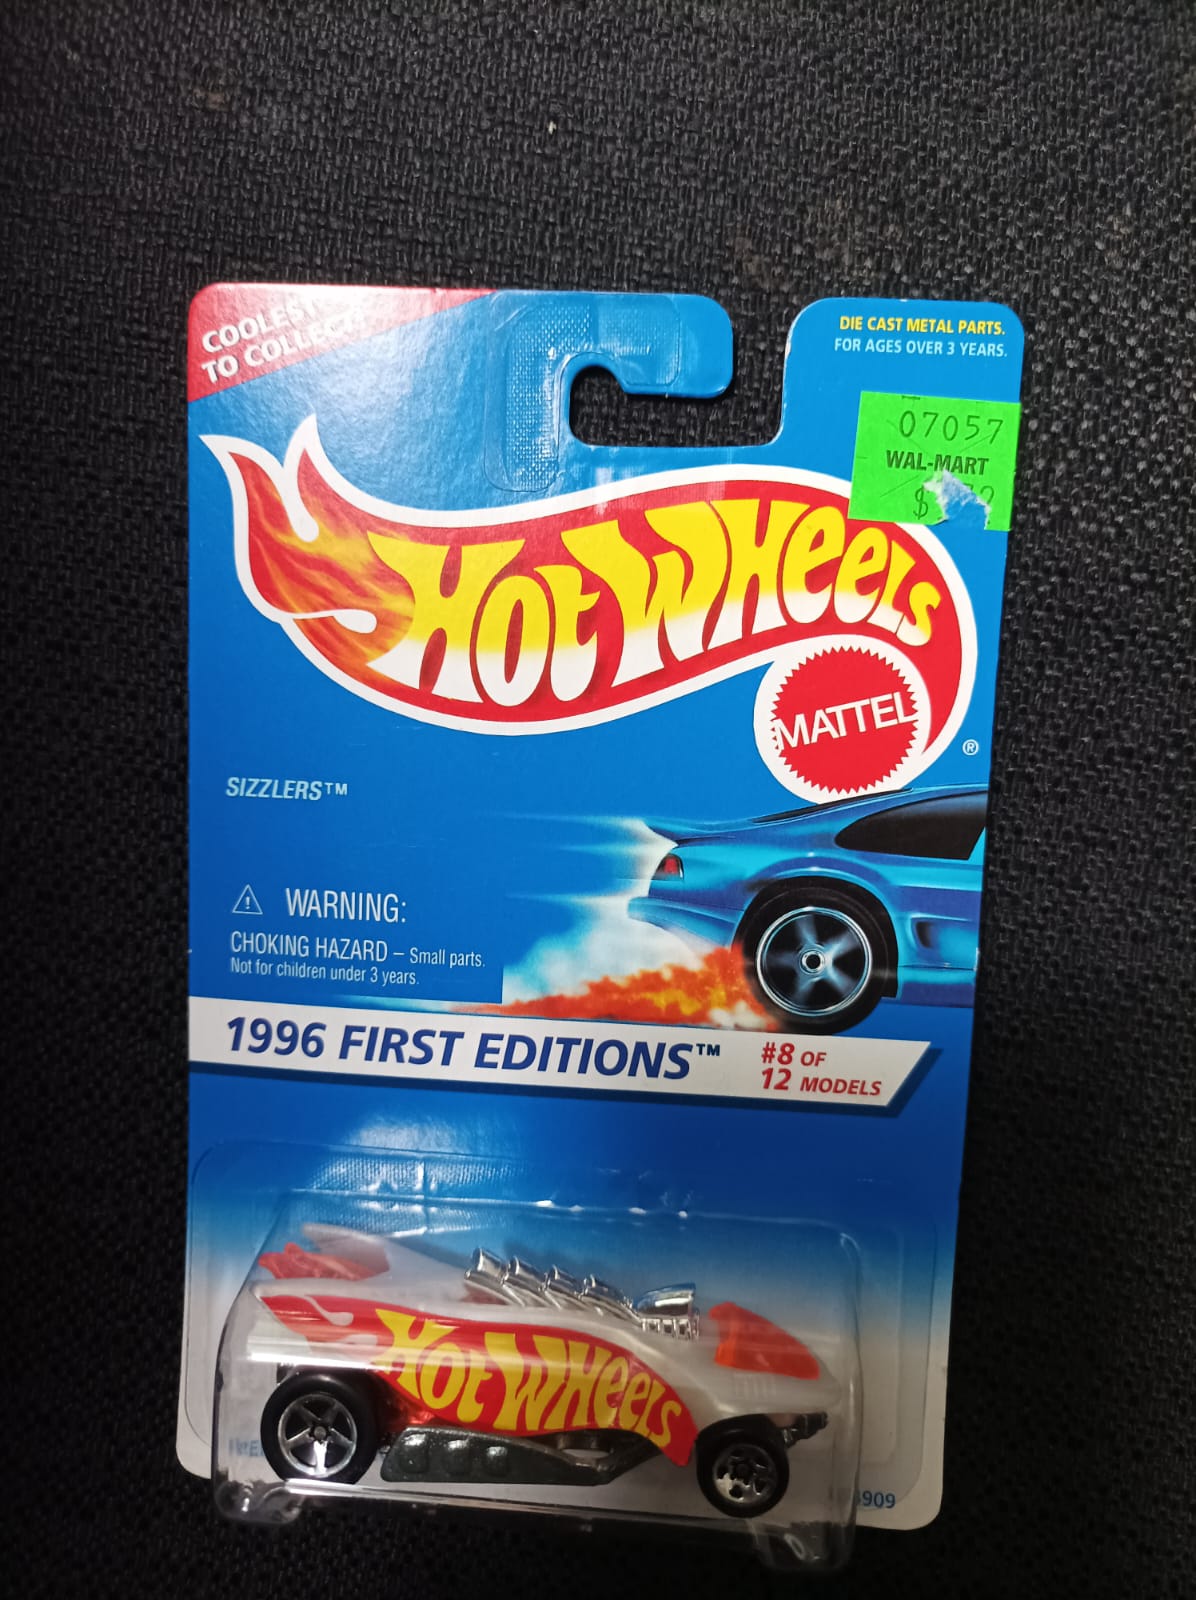 COOLEST
TO COLLECT!
DIE CAST METAL PARTS.
FOR AGES OVER 3 YEARS.
07057
WAL-MART
$
HOT WHEELS
MATTEL
®
SIZZLERS™
WARNING:
CHOKING HAZARD – Small parts.
Not for children under 3 years.
1996 FIRST EDITIONS™
#8 OF
12 MODELS
HOT WHEELS